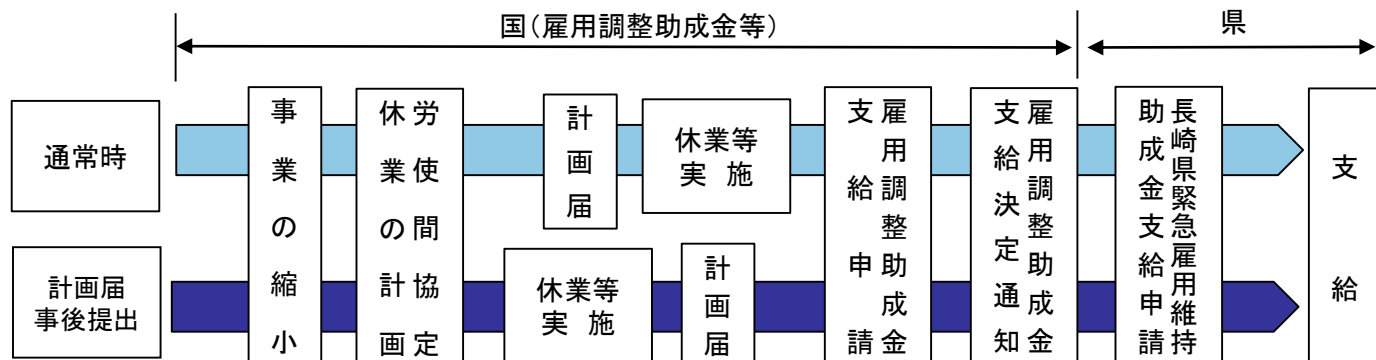 国(雇用調整助成金等)
県
通常時
計画届
事後提出
事業の縮小
労使間協定
休業の計画
計画届
休業等
実 施
休業等
実 施
計画届
雇用調整助成金
支給申請
雇用調整助成金
支給決定通知
長崎県緊急雇用維持
助成金支給申請
支給